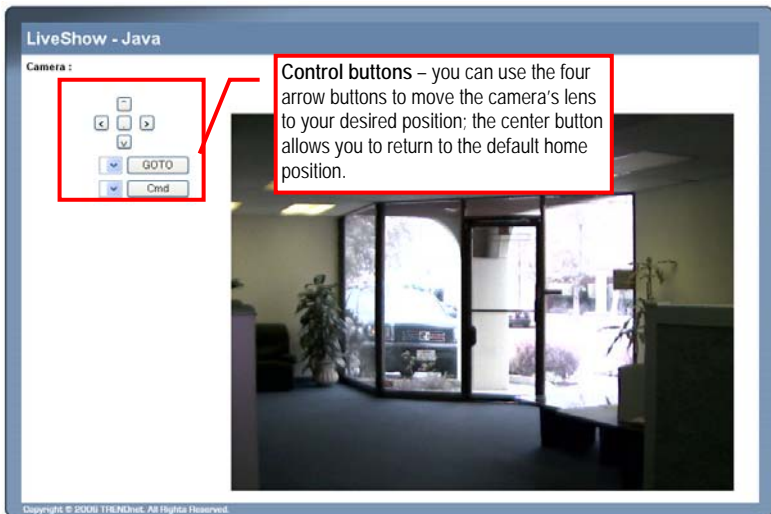 LiveShow - Java
Camera :
Control buttons – you can use the four
arrow buttons to move the camera's lens
to your desired position; the center button
allows you to return to the default home
position.
GOTO
Cmd
Copyright © 2006 TRENDnet. All Rights Reserved.